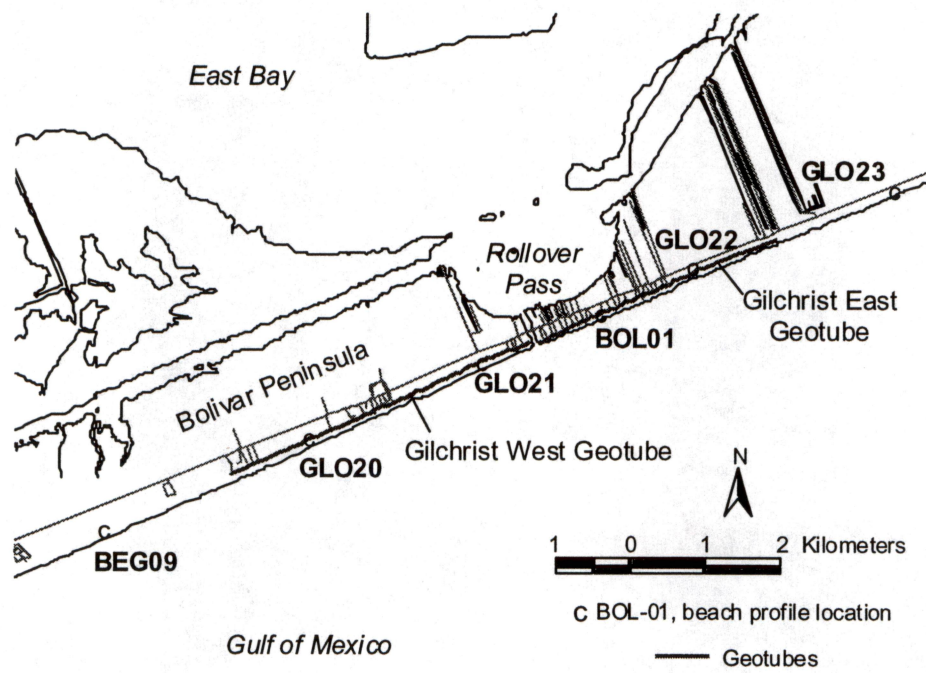 East Bay
GLO23
Rollover
Pass
GLO22
Gilchrist East
Geotube
BOL01
GLO21
Bolivar Peninsula
Gilchrist West Geotube
GLO20
N
1 0 1 2 Kilometers
BEG09
C BOL-01, beach profile location
Gulf of Mexico
Geotubes